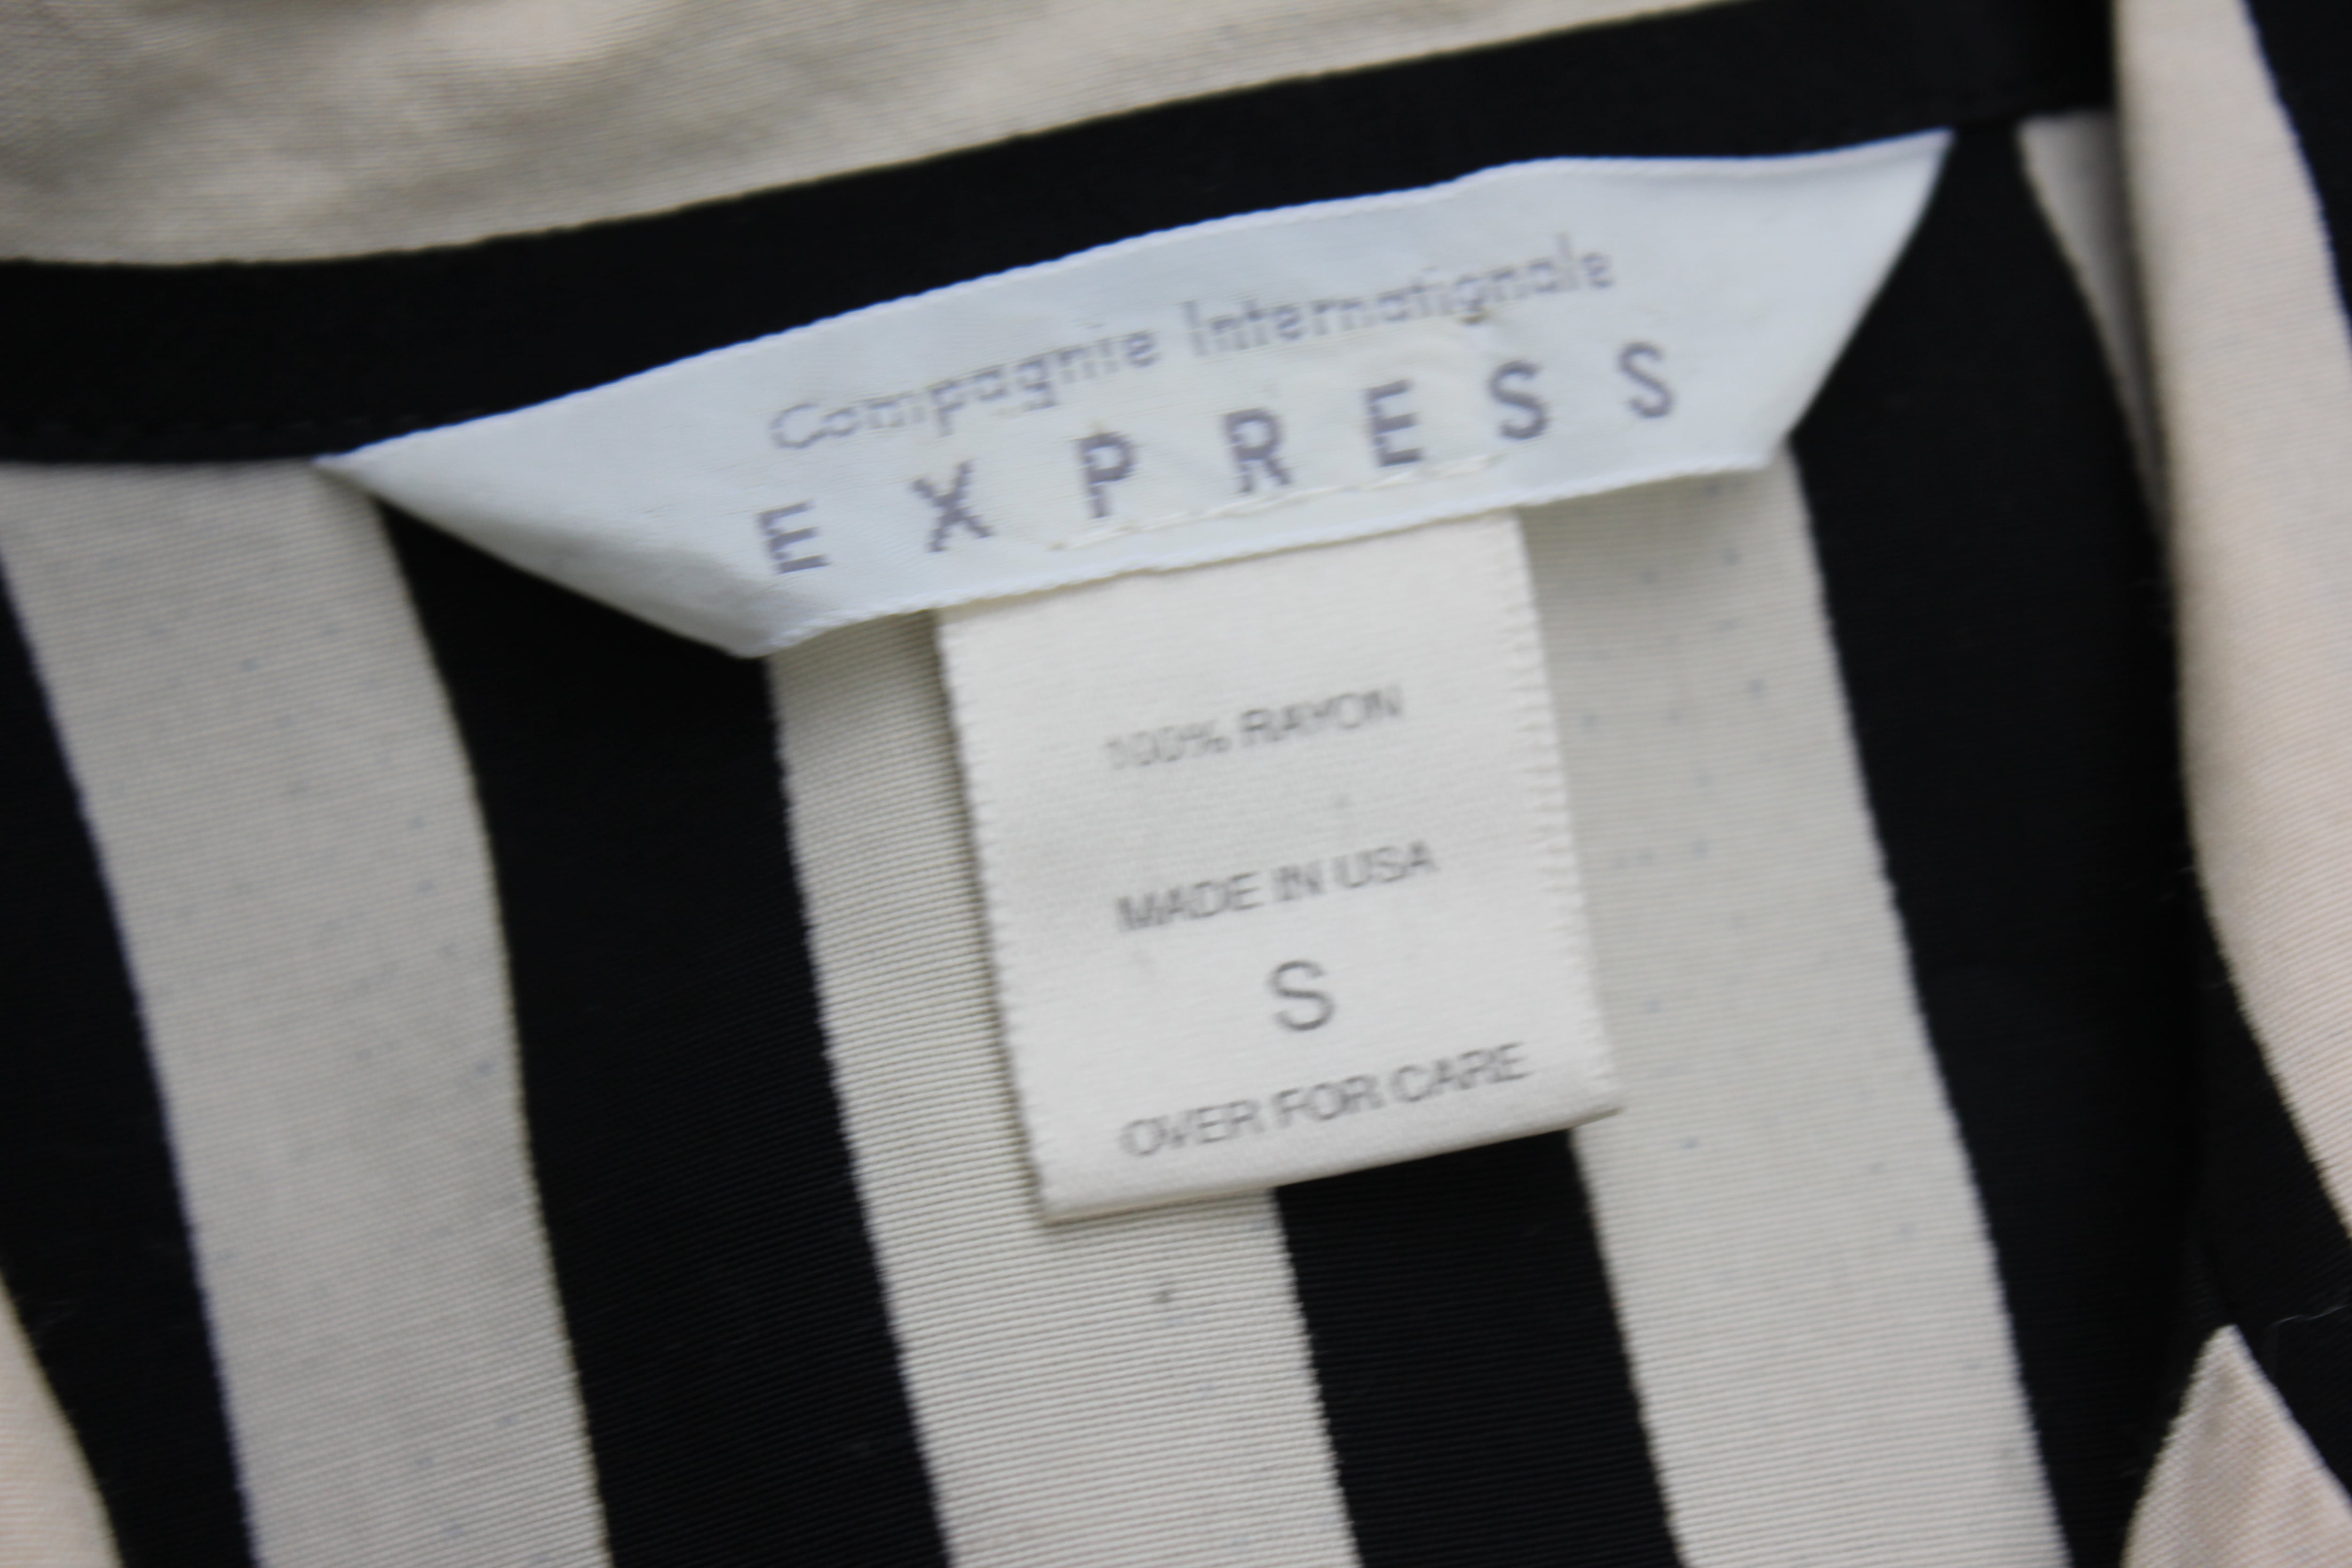 Compagnie Internationale
EXPRESS
100% RAYON
MADE IN USA
S
OVER FOR CARE